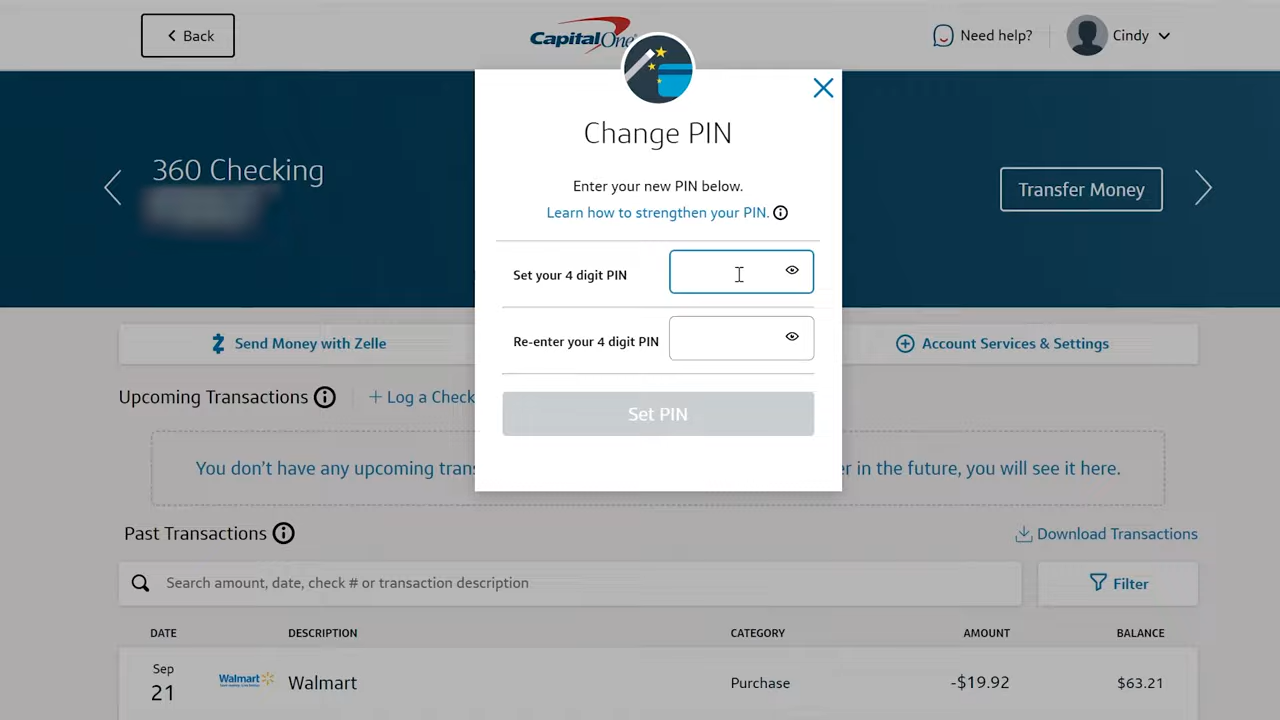 Back
Capital One
Need help?
Cindy
Change PIN
360 Checking
Enter your new PIN below.
Transfer Money
Learn how to strengthen your PIN.
Set your 4 digit PIN
Re-enter your 4 digit PIN
Send Money with Zelle
Account Services & Settings
Upcoming Transactions
+ Log a Check
Set PIN
You don't have any upcoming in the future, you will see it here.
Past Transactions
Download Transactions
Search amount, date, check # or transaction description
Filter
DATE DESCRIPTION CATEGORY AMOUNT BALANCE
Sep
21
Walmart
Walmart
Purchase
-$19.92
$63.21